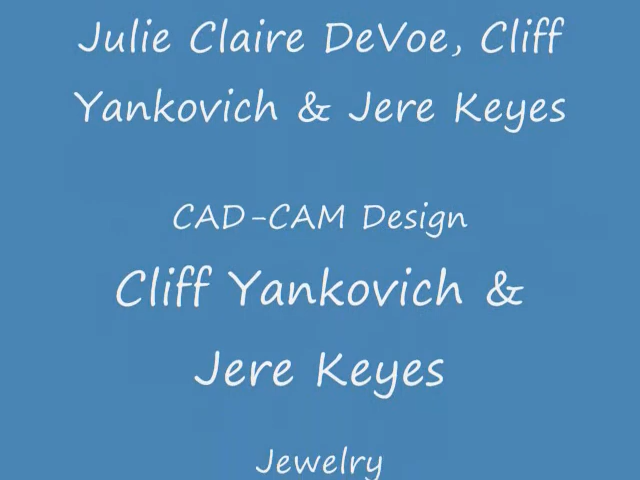 Julie Claire DeVoe, Cliff
Yankovich & Jere Keyes
CAD-CAM Design
Cliff Yankovich &
Jere Keyes
Jewelry